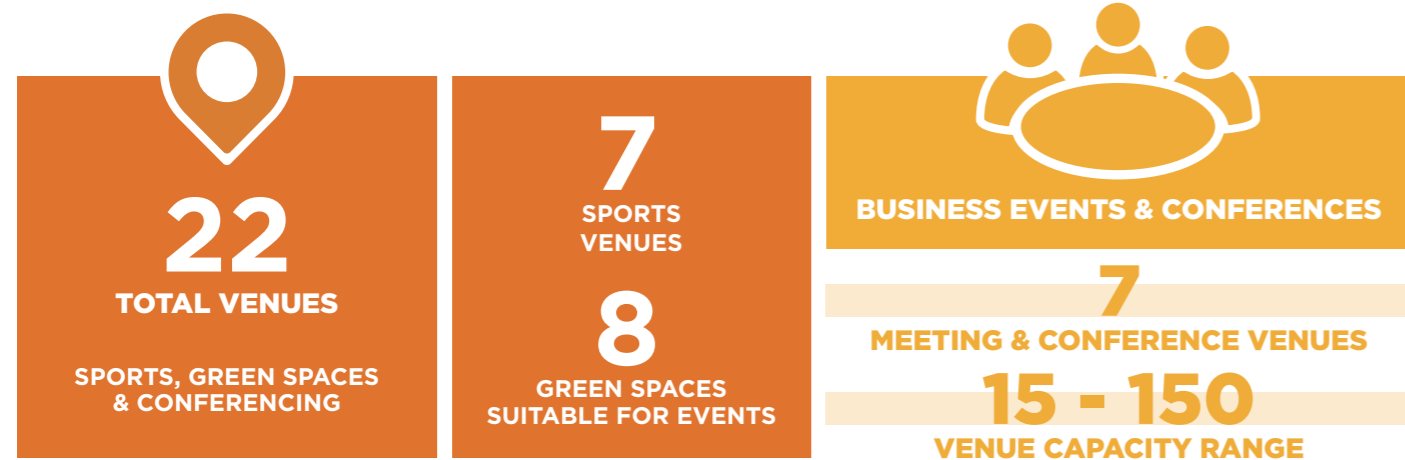 22
TOTAL VENUES
SPORTS, GREEN SPACES
& CONFERENCING
7
SPORTS
VENUES
8
GREEN SPACES
SUITABLE FOR EVENTS
BUSINESS EVENTS & CONFERENCES
7
MEETING & CONFERENCE VENUES
15 - 150
VENUE CAPACITY RANGE